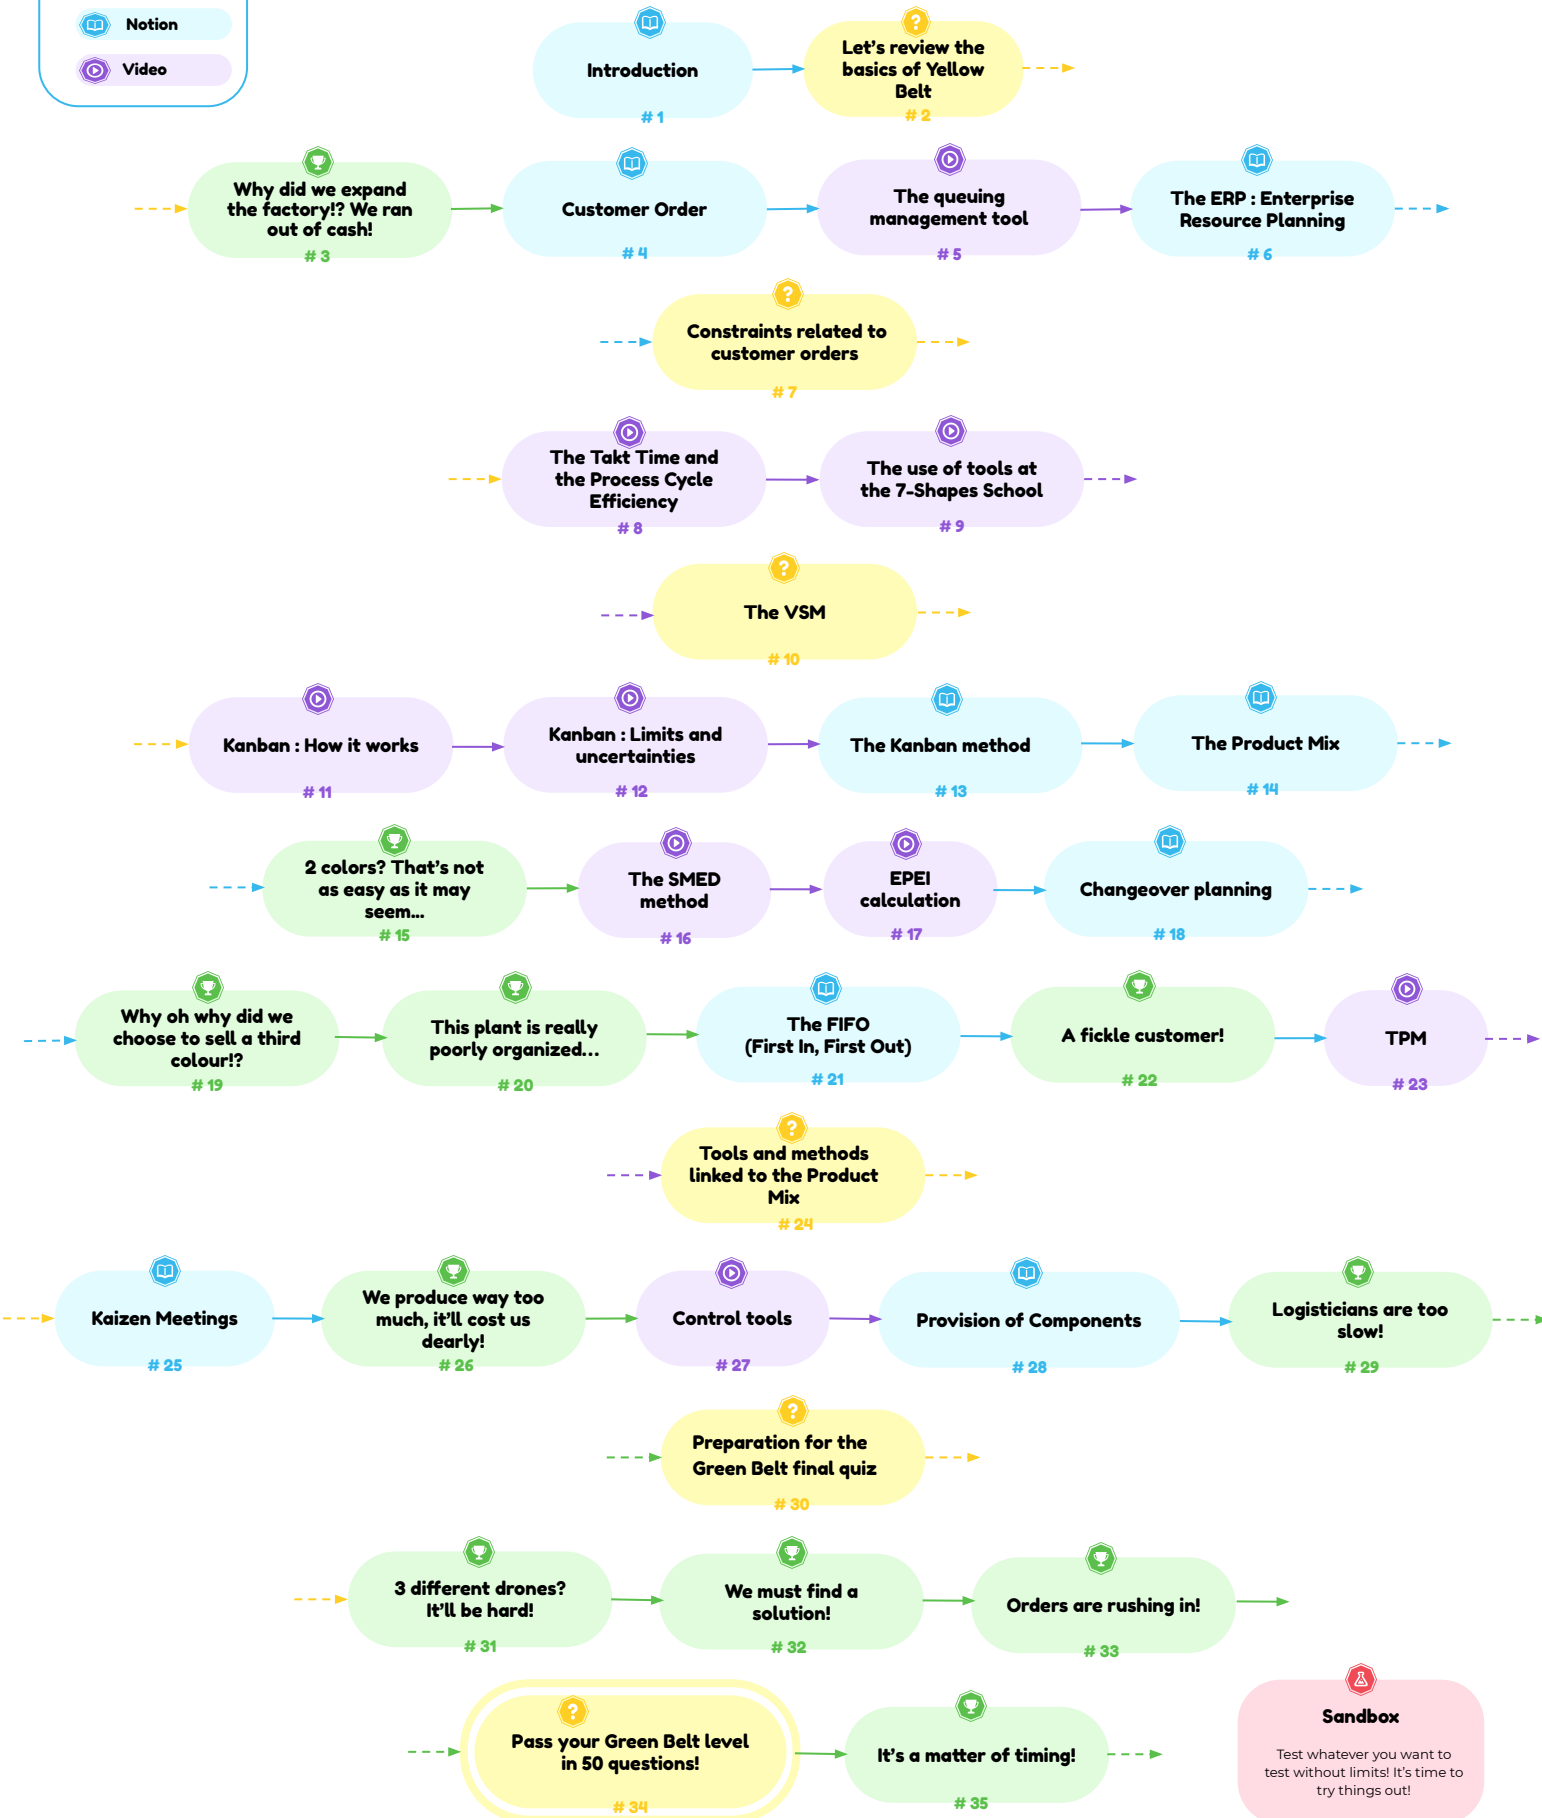 Notion
Video
Introduction
# 1
Let's review the
basics of Yellow
Belt
# 2
Why did we expand
the factory!? We ran
out of cash!
# 3
Customer Order
# 4
The queuing
management tool
# 5
The ERP : Enterprise
Resource Planning
# 6
Constraints related to
customer orders
# 7
The Takt Time and
the Process Cycle
Efficiency
# 8
The use of tools at
the 7-Shapes School
# 9
The VSM
# 10
Kanban : How it works
# 11
Kanban : Limits and
uncertainties
# 12
The Kanban method
# 13
The Product Mix
# 14
2 colors? That's not
as easy as it may
seem...
# 15
The SMED
method
# 16
EPEI
calculation
# 17
Changeover planning
# 18
Why oh why did we
choose to sell a third
colour!?
# 19
This plant is really
poorly organized...
# 20
The FIFO
(First In, First Out)
# 21
A fickle customer!
# 22
TPM
# 23
Tools and methods
linked to the Product
Mix
# 24
Kaizen Meetings
# 25
We produce way too
much, it'll cost us
dearly!
# 26
Control tools
# 27
Provision of Components
# 28
Logisticians are too
slow!
# 29
Preparation for the
Green Belt final quiz
# 30
3 different drones?
It'll be hard!
# 31
We must find a
solution!
# 32
Orders are rushing in!
# 33
Pass your Green Belt level
in 50 questions!
# 34
It's a matter of timing!
# 35
Sandbox
Test whatever you want to
test without limits! It's time to
try things out!